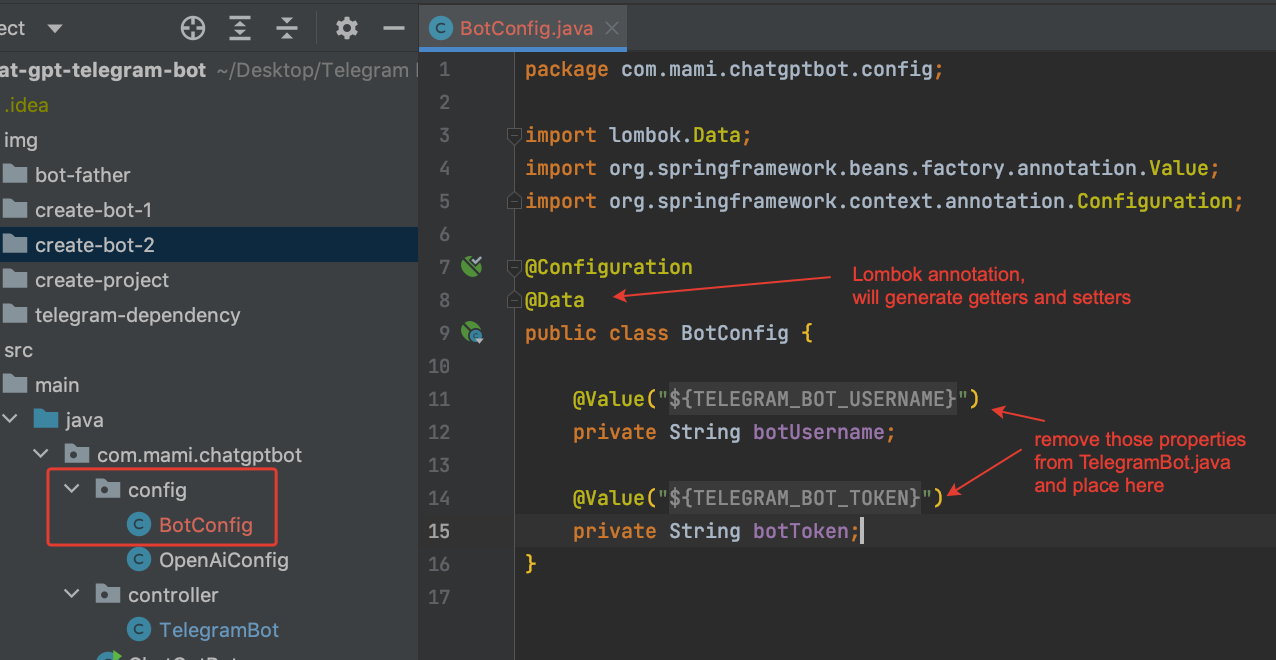 ect
BotConfig.java
at-gpt-telegram-bot ~/Desktop/Telegram
.idea
img
bot-father
create-bot-1
create-bot-2
create-project
telegram-dependency
src
main
java
com.mami.chatgptbot
config
BotConfig
OpenAiConfig
controller
TelegramBot
1 package com.mami.chatgptbot.config;
2
3 import lombok.Data;
4 import org.springframework.beans.factory.annotation.Value;
5 import org.springframework.context.annotation.Configuration;
6
7 @Configuration
8 @Data
9 public class BotConfig {
10
11 @Value("${TELEGRAM_BOT_USERNAME}")
12 private String botUsername;
13
14 @Value("${TELEGRAM_BOT_TOKEN}")
15 private String botToken;
16 }
17
Lombok annotation,
will generate getters and setters
remove those properties
from TelegramBot.java
and place here